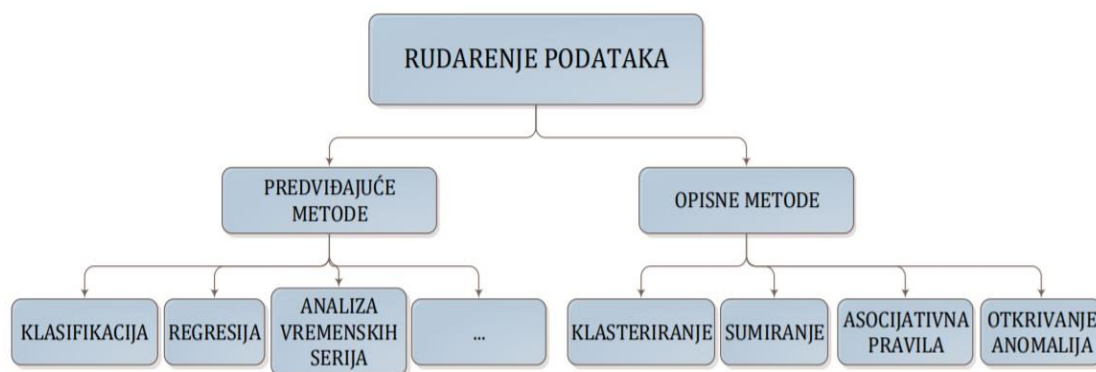 RUDARENJE PODATAKA
PREDVIĐAJUĆE
METODE
OPISNE METODE
KLASIFIKACIJA
REGRESIJA
ANALIZA
VREMENSKIH
SERIJA
...
KLASTERIRANJE
SUMIRANJE
ASOCIJATIVNA
PRAVILA
OTKRIVANJE
ANOMALIJA